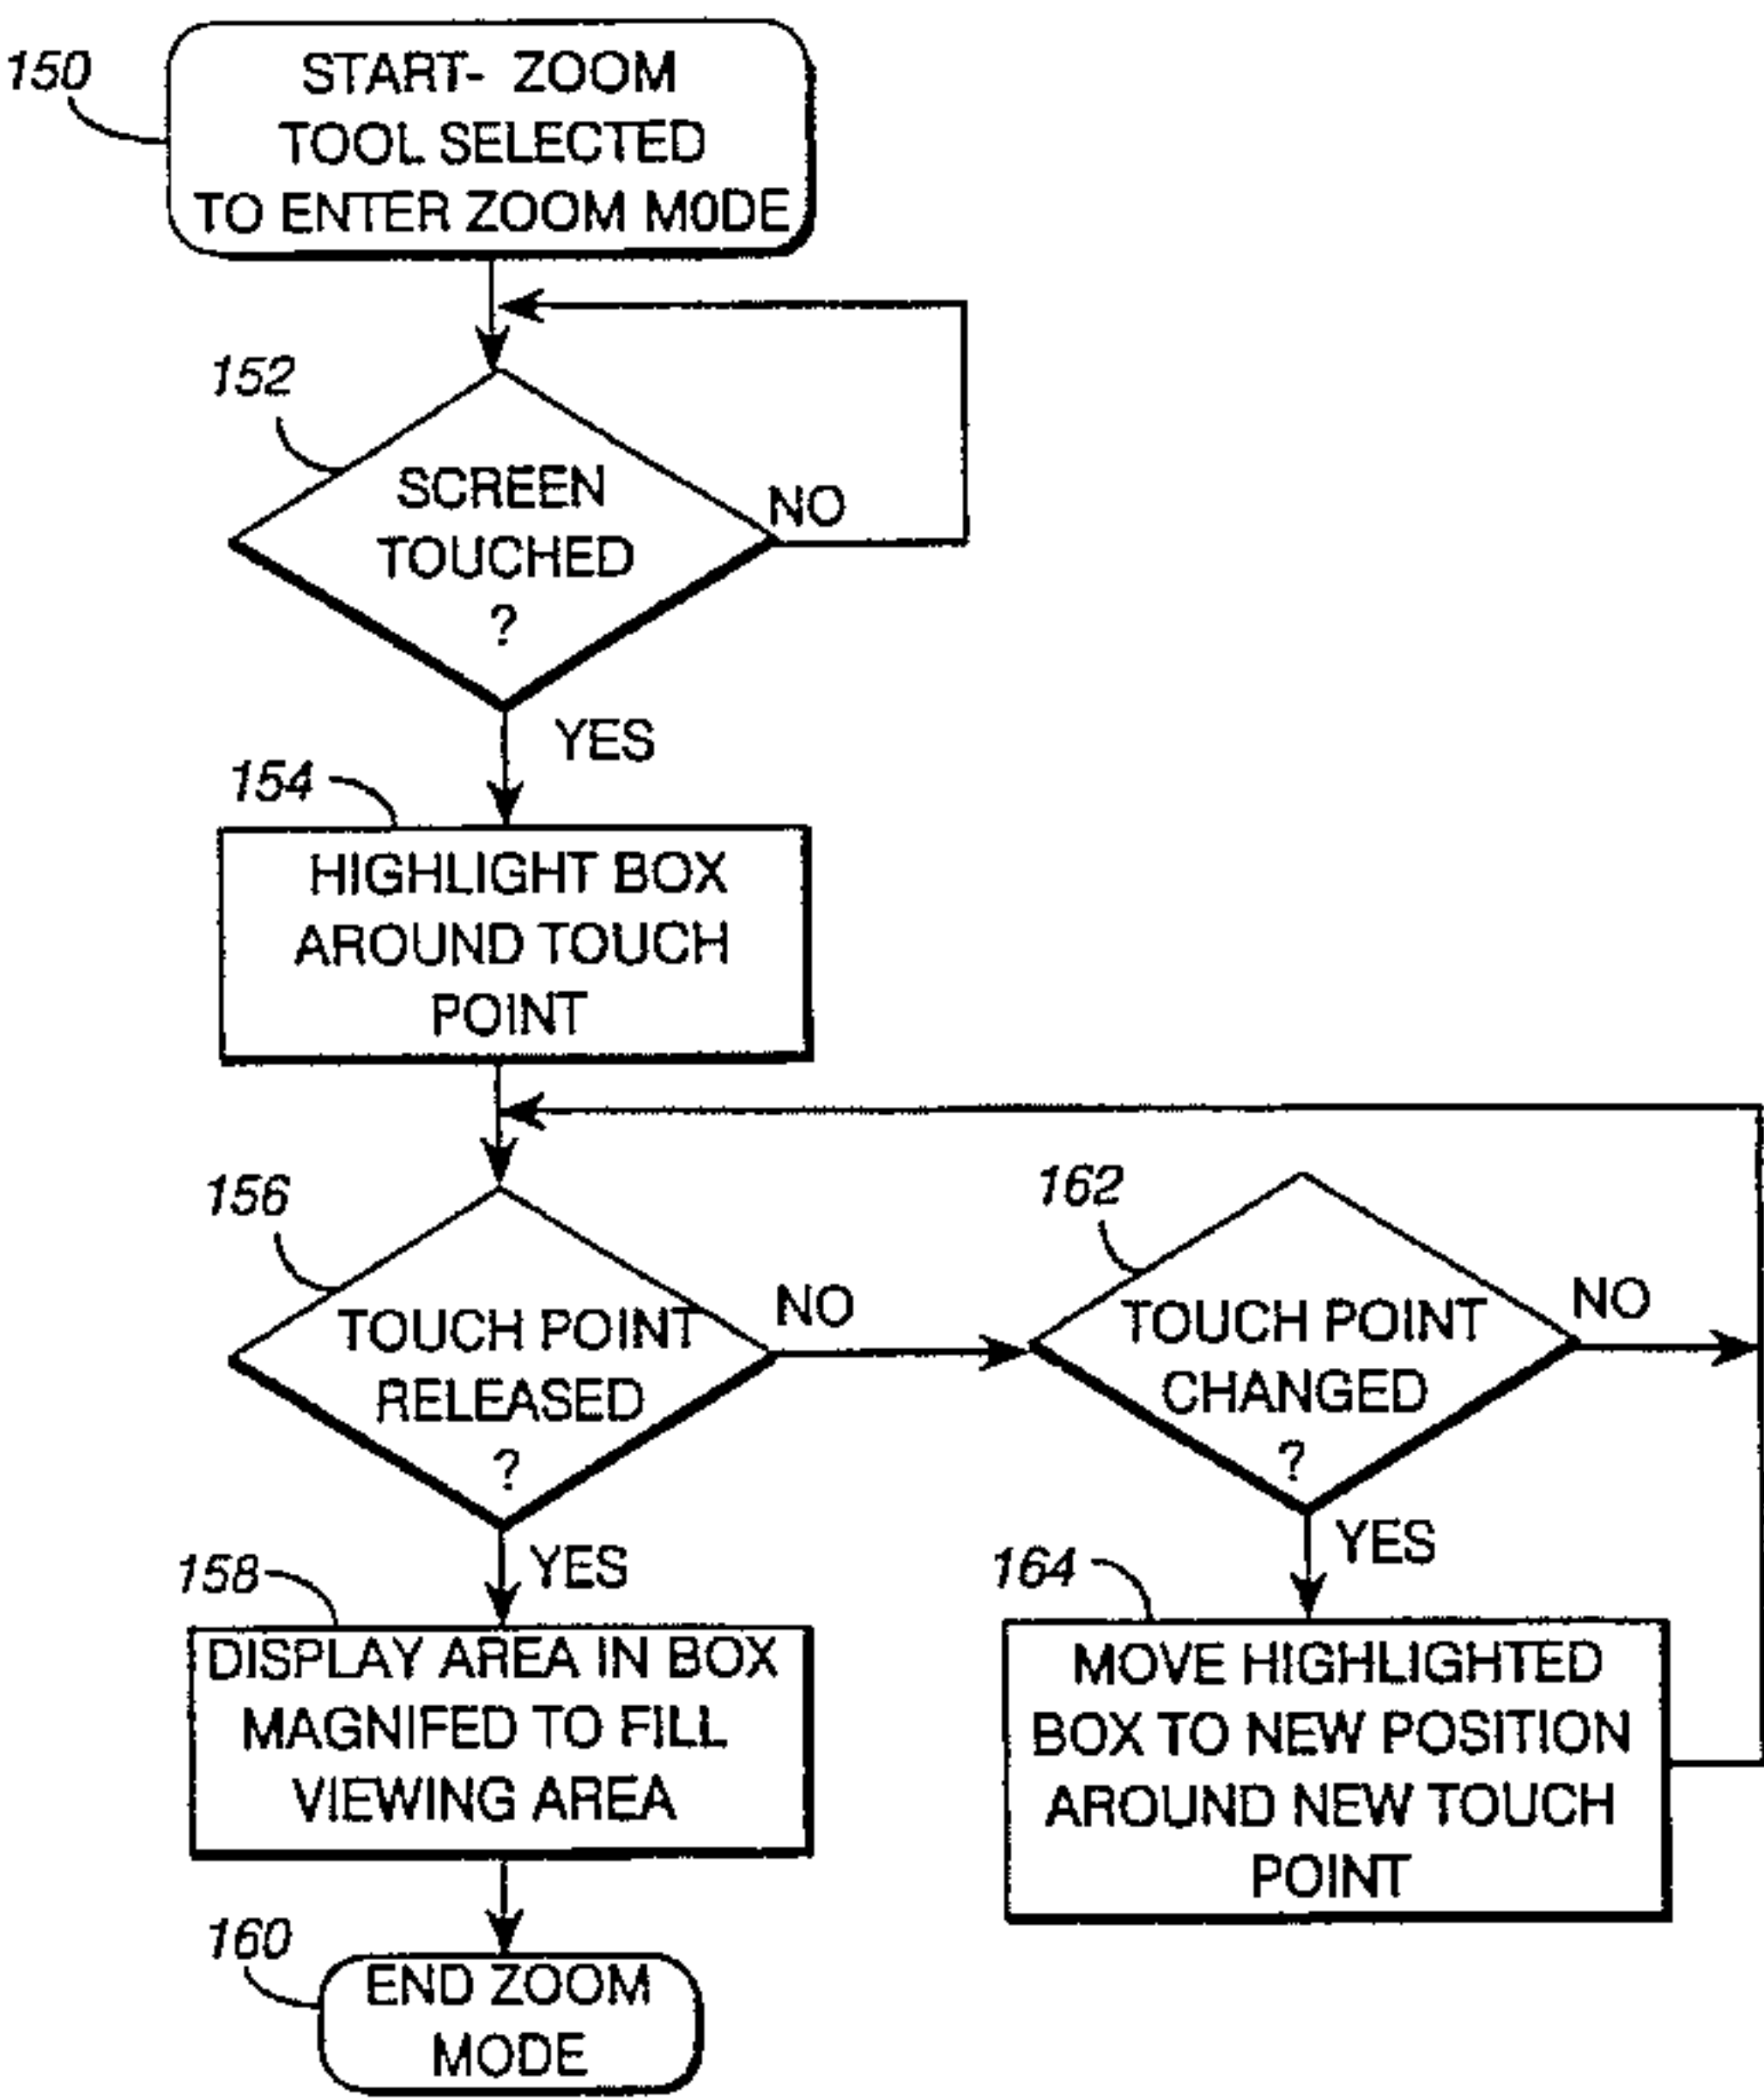 150
START- ZOOM
TOOL SELECTED
TO ENTER ZOOM MODE
152
SCREEN
TOUCHED
?
NO
YES
154
HIGHLIGHT BOX
AROUND TOUCH
POINT
156
TOUCH POINT
RELEASED
?
NO
YES
162
TOUCH POINT
CHANGED
?
NO
YES
158
DISPLAY AREA IN BOX
MAGNIFED TO FILL
VIEWING AREA
164
MOVE HIGHLIGHTED
BOX TO NEW POSITION
AROUND NEW TOUCH
POINT
160
END ZOOM
MODE